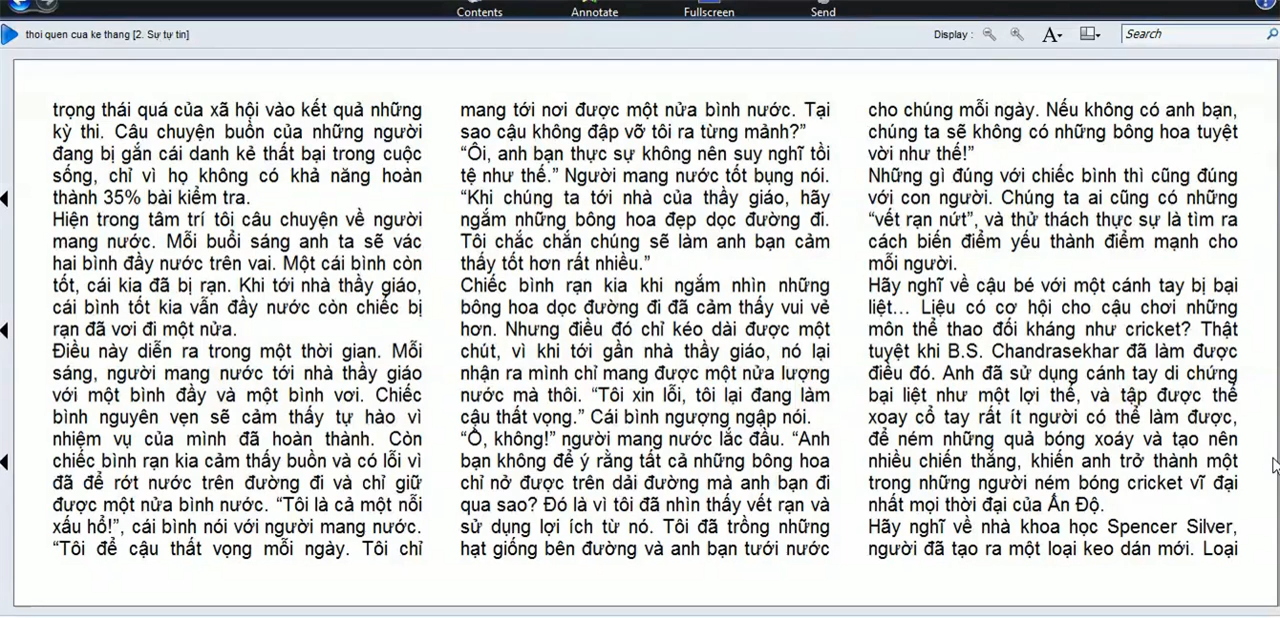 Contents
Annotate
Fullscreen
Send
thoi quen cua ke thang [2. Sự tự tin]
Display :
A
Search
trọng thái quá của xã hội vào kết quả những
kỳ thi. Câu chuyện buồn của những người
đang bị gắn cái danh kẻ thất bại trong cuộc
sống, chỉ vì họ không có khả năng hoàn
thành 35% bài kiểm tra.
Hiện trong tâm trí tôi câu chuyện về người
mang nước. Mỗi buổi sáng anh ta sẽ vác
hai bình đầy nước trên vai. Một cái bình còn
tốt, cái kia đã bị rạn. Khi tới nhà thầy giáo,
cái bình tốt kia vẫn đầy nước còn chiếc bị
rạn đã vơi đi một nửa.
Điều này diễn ra trong một thời gian. Mỗi
sáng, người mang nước tới nhà thầy giáo
với một bình đầy và một bình vơi. Chiếc
bình nguyên vẹn sẽ cảm thấy tự hào vì
nhiệm vụ của mình đã hoàn thành. Còn
chiếc bình rạn kia cảm thấy buồn và có lỗi vì
đã để rớt nước trên đường đi và chỉ giữ
được một nửa bình nước. “Tôi là cả một nỗi
xấu hổ!”, cái bình nói với người mang nước.
“Tôi để cậu thất vọng mỗi ngày. Tôi chỉ
mang tới nơi được một nửa bình nước. Tại
sao cậu không đập vỡ tôi ra từng mảnh?”
“Ôi, anh bạn thực sự không nên suy nghĩ tồi
tệ như thế.” Người mang nước tốt bụng nói.
“Khi chúng ta tới nhà của thầy giáo, hãy
ngắm những bông hoa đẹp dọc đường đi.
Tôi chắc chắn chúng sẽ làm anh bạn cảm
thấy tốt hơn rất nhiều.”
Chiếc bình rạn kia khi ngắm nhìn những
bông hoa dọc đường đi đã cảm thấy vui vẻ
hơn. Nhưng điều đó chỉ kéo dài được một
chút, vì khi tới gần nhà thầy giáo, nó lại
nhận ra mình chỉ mang được một nửa lượng
nước mà thôi. “Tôi xin lỗi, tôi lại đang làm
cậu thất vọng.” Cái bình ngượng ngập nói.
“Ồ, không!” người mang nước lắc đầu. “Anh
bạn không để ý rằng tất cả những bông hoa
chỉ nở được trên dải đường mà anh bạn đi
qua sao? Đó là vì tôi đã nhìn thấy vết rạn và
sử dụng lợi ích từ nó. Tôi đã trồng những
hạt giống bên đường và anh bạn tưới nước
cho chúng mỗi ngày. Nếu không có anh bạn,
chúng ta sẽ không có những bông hoa tuyệt
vời như thế!”
Những gì đúng với chiếc bình thì cũng đúng
với con người. Chúng ta ai cũng có những
“vết rạn nứt”, và thử thách thực sự là tìm ra
cách biến điểm yếu thành điểm mạnh cho
mỗi người.
Hãy nghĩ về cậu bé với một cánh tay bị bại
liệt... Liệu có cơ hội cho cậu chơi những
môn thể thao đối kháng như cricket? Thật
tuyệt khi B.S. Chandrasekhar đã làm được
điều đó. Anh đã sử dụng cánh tay di chứng
bại liệt như một lợi thế, và tập được thế
xoay cổ tay rất ít người có thể làm được,
để ném những quả bóng xoáy và tạo nên
nhiều chiến thắng, khiến anh trở thành một
trong những người ném bóng cricket vĩ đại
nhất mọi thời đại của Ấn Độ.
Hãy nghĩ về nhà khoa học Spencer Silver,
người đã tạo ra một loại keo dán mới. Loại